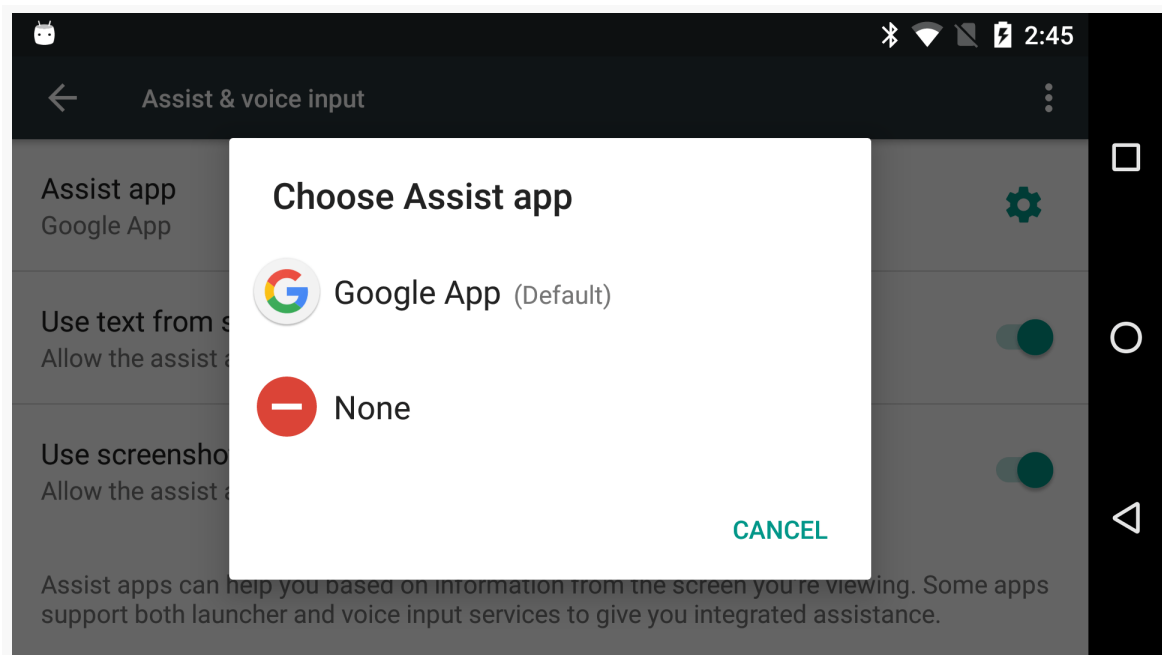 2:45
Assist & voice input
Assist app
Google App
Use text from s
Allow the assist a
Use screensho
Allow the assist a
Choose Assist app
Google App (Default)
None
CANCEL
Assist apps can help you based on information from the screen you're viewing. Some apps
support both launcher and voice input services to give you integrated assistance.